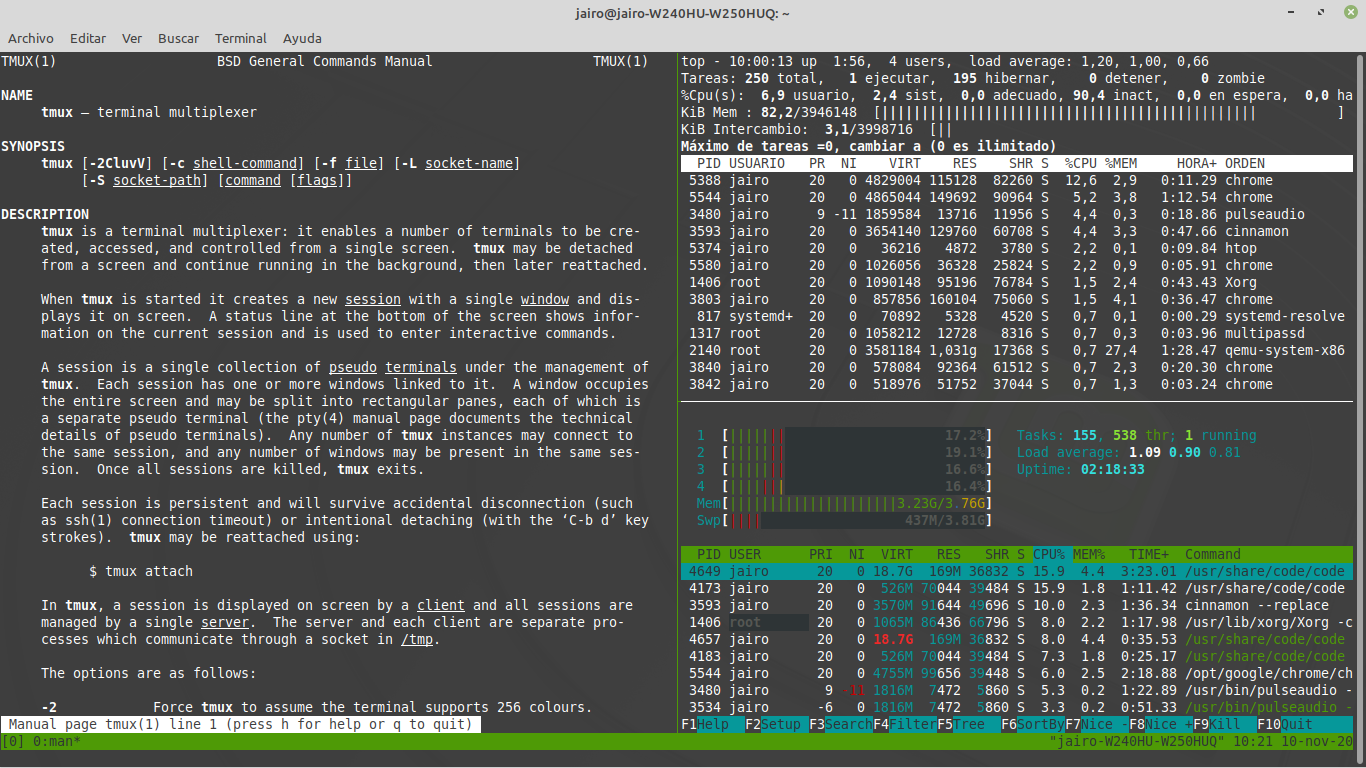 jairo@jairo-W240HU-W250HUQ: ~
Archivo Editar Ver Buscar Terminal Ayuda
TMUX(1) BSD General Commands Manual TMUX(1)
NAME
tmux — terminal multiplexer
SYNOPSIS
tmux [-2CluvV] [-c shell-command] [-f file] [-L socket-name]
[-S socket-path] [command [flags]]
DESCRIPTION
tmux is a terminal multiplexer: it enables a number of terminals to be cre-
ated, accessed, and controlled from a single screen. tmux may be detached
from a screen and continue running in the background, then later reattached.
When tmux is started it creates a new session with a single window and dis-
plays it on screen. A status line at the bottom of the screen shows infor-
mation on the current session and is used to enter interactive commands.
A session is a single collection of pseudo terminals under the management of
tmux. Each session has one or more windows linked to it. A window occupies
the entire screen and may be split into rectangular panes, each of which is
a separate pseudo terminal (the pty(4) manual page documents the technical
details of pseudo terminals). Any number of tmux instances may connect to
the same session, and any number of windows may be present in the same ses-
sion. Once all sessions are killed, tmux exits.
Each session is persistent and will survive accidental disconnection (such
as ssh(1) connection timeout) or intentional detaching (with the ‘C-b d’ key
strokes). tmux may be reattached using:
$ tmux attach
In tmux, a session is displayed on screen by a client and all sessions are
managed by a single server. The server and each client are separate pro-
cesses which communicate through a socket in /tmp.
The options are as follows:
-2 Force tmux to assume the terminal supports 256 colours.
Manual page tmux(1) line 1 (press h for help or q to quit)
top - 10:00:13 up 1:56, 4 users, load average: 1,20, 1,00, 0,66
Tareas: 250 total, 1 ejecutar, 195 hibernar, 0 detener, 0 zombie
%Cpu(s): 6,9 usuario, 2,4 sist, 0,0 adecuado, 90,4 inact, 0,0 en espera, 0,0 ha
KiB Mem : 82,2/3946148 [||||||||||||||||||||||||||||||||||||||||||||||| ]
KiB Intercambio: 3,1/3998716 [||
Máximo de tareas =0, cambiar a (0 es ilimitado)
PID USUARIO PR NI VIRT RES SHR S %CPU %MEM HORA+ ORDEN
5388 jairo 20 0 4829004 115128 82260 S 12,6 2,9 0:11.29 chrome
5544 jairo 20 0 4865044 149692 90964 S 5,2 3,8 1:12.54 chrome
3480 jairo 9 -11 1859584 13716 11956 S 4,4 0,3 0:18.86 pulseaudio
3593 jairo 20 0 3654140 129760 60708 S 4,4 3,3 0:47.66 cinnamon
5374 jairo 20 0 36216 4872 3780 S 2,2 0,1 0:09.84 htop
5580 jairo 20 0 1026056 36328 25824 S 2,2 0,9 0:05.91 chrome
1406 root 20 0 1090148 95196 76784 S 1,5 2,4 0:43.43 Xorg
3803 jairo 20 0 857856 160104 75060 S 1,5 4,1 0:36.47 chrome
817 systemd+ 20 0 70892 5328 4520 S 0,7 0,1 0:00.29 systemd-resolve
1317 root 20 0 1058212 12728 8316 S 0,7 0,3 0:03.96 multipassd
2140 root 20 0 3581184 1,031g 17368 S 0,7 27,4 1:28.47 qemu-system-x86
3840 jairo 20 0 578084 92364 61512 S 0,7 2,3 0:20.30 chrome
3842 jairo 20 0 518976 51752 37044 S 0,7 1,3 0:03.24 chrome
1 [||||||| 17.2%] Tasks: 155, 538 thr; 1 running
2 [||||||| 19.1%] Load average: 1.09 0.90 0.81
3 [||||||| 16.6%] Uptime: 02:18:33
4 [||||||| 16.4%]
Mem[|||||||||||||||||||||3.23G/3.76G]
Swp[|||| 437M/3.81G]
PID USER PRI NI VIRT RES SHR S CPU% MEM% TIME+ Command
4649 jairo 20 0 18.7G 169M 36832 S 15.9 4.4 3:23.01 /usr/share/code/code
4173 jairo 20 0 526M 70044 39484 S 15.9 1.8 1:11.42 /usr/share/code/code
3593 jairo 20 0 3570M 91644 49696 S 10.0 2.3 1:36.34 cinnamon --replace
1406 root 20 0 1065M 86436 66796 S 8.0 2.2 1:17.98 /usr/lib/xorg/Xorg -c
4657 jairo 20 0 18.7G 169M 36832 S 8.0 4.4 0:35.53 /usr/share/code/code
4183 jairo 20 0 526M 70044 39484 S 7.3 1.8 0:25.17 /usr/share/code/code
5544 jairo 20 0 4755M 99656 39448 S 6.0 2.5 2:18.88 /opt/google/chrome/ch
3480 jairo 9 -11 1816M 7472 5860 S 5.3 0.2 1:22.89 /usr/bin/pulseaudio -
3534 jairo -6 0 1816M 7472 5860 S 5.3 0.2 0:51.33 /usr/bin/pulseaudio -
F1Help F2Setup F3SearchF4FilterF5Tree F6SortByF7Nice -F8Nice +F9Kill F10Quit
[0] 0:man* "jairo-W240HU-W250HUQ" 10:21 10-nov-20